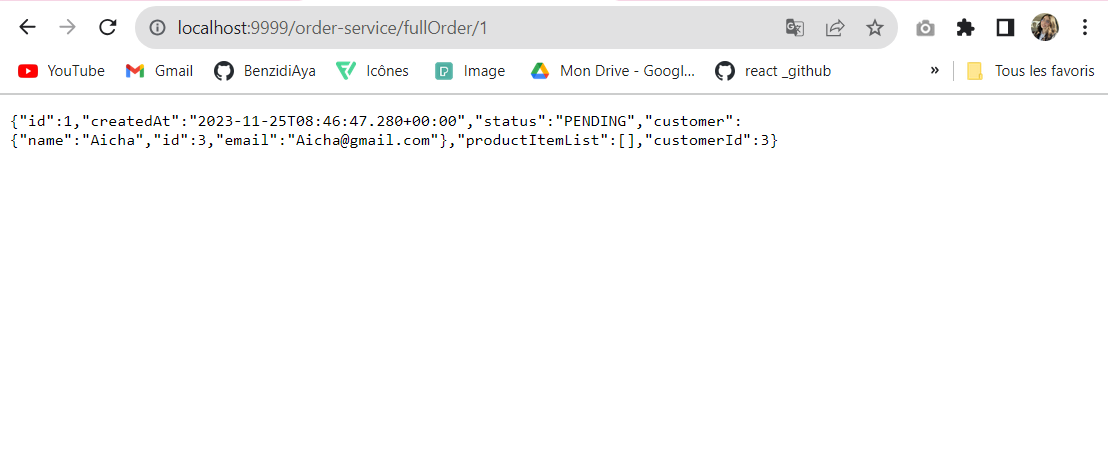 localhost:9999/order-service/fullOrder/1
YouTube Gmail BenzidiAya Icônes Image Mon Drive - Googl... react _github » Tous les favoris
{"id":1,"createdAt":"2023-11-25T08:46:47.280+00:00","status":"PENDING","customer":
{"name":"Aicha","id":3,"email":"Aicha@gmail.com"},"productItemList":[],"customerId":3}